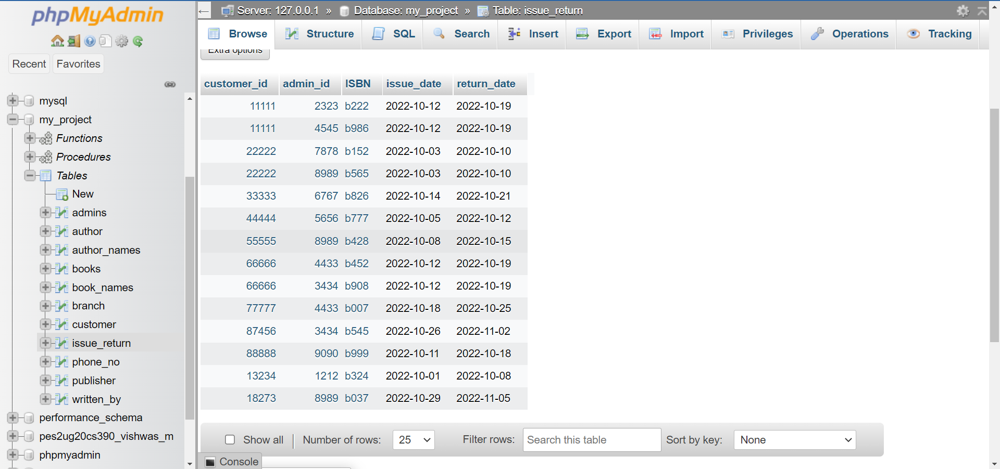 phpMyAdmin
Recent Favorites
mysql
my_project
Functions
Procedures
Tables
New
admins
author
author_names
books
book_names
branch
customer
issue_return
phone_no
publisher
written_by
performance_schema
pes2ug20cs390_vishwas_m
phpmyadmin
Server: 127.0.0.1 » Database: my_project » Table: issue_return
Browse Structure SQL Search Insert Export Import Privileges Operations Tracking
Extra options
customer_id admin_id ISBN issue_date return_date
11111 2323 b222 2022-10-12 2022-10-19
11111 4545 b986 2022-10-12 2022-10-19
22222 7878 b152 2022-10-03 2022-10-10
22222 8989 b565 2022-10-03 2022-10-10
33333 6767 b826 2022-10-14 2022-10-21
44444 5656 b777 2022-10-05 2022-10-12
55555 8989 b428 2022-10-08 2022-10-15
66666 4433 b452 2022-10-12 2022-10-19
66666 3434 b908 2022-10-12 2022-10-19
77777 4433 b007 2022-10-18 2022-10-25
87456 3434 b545 2022-10-26 2022-11-02
88888 9090 b999 2022-10-11 2022-10-18
13234 1212 b324 2022-10-01 2022-10-08
18273 8989 b037 2022-10-29 2022-11-05
Show all Number of rows: 25 Filter rows: Search this table Sort by key: None
Console